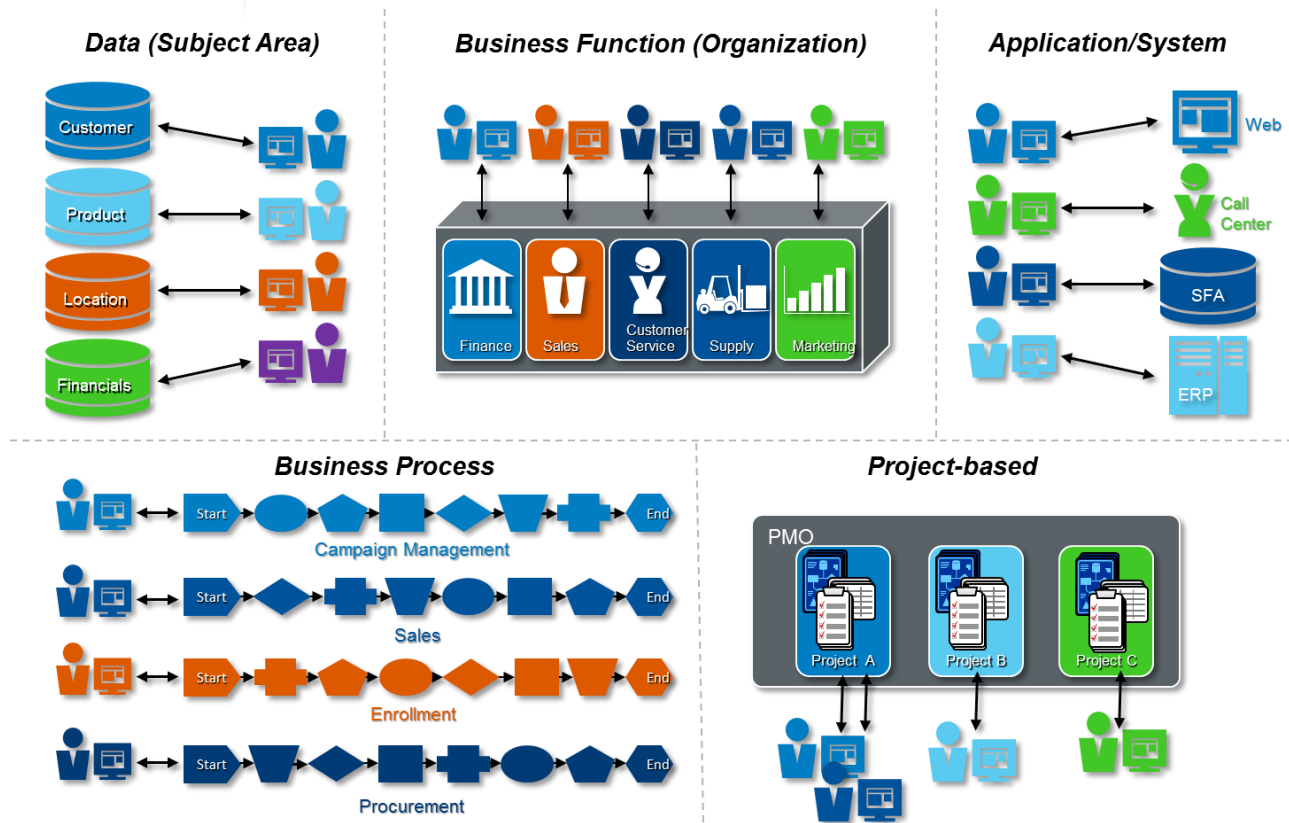 Data (Subject Area)
Customer
Product
Location
Financials
Business Function (Organization)
Finance
Sales
Customer
Service
Supply
Marketing
Application/System
Web
Call
Center
SFA
ERP
Business Process
Start
End
Campaign Management
Start
End
Sales
Start
End
Enrollment
Start
End
Procurement
Project-based
PMO
Project A
Project B
Project C